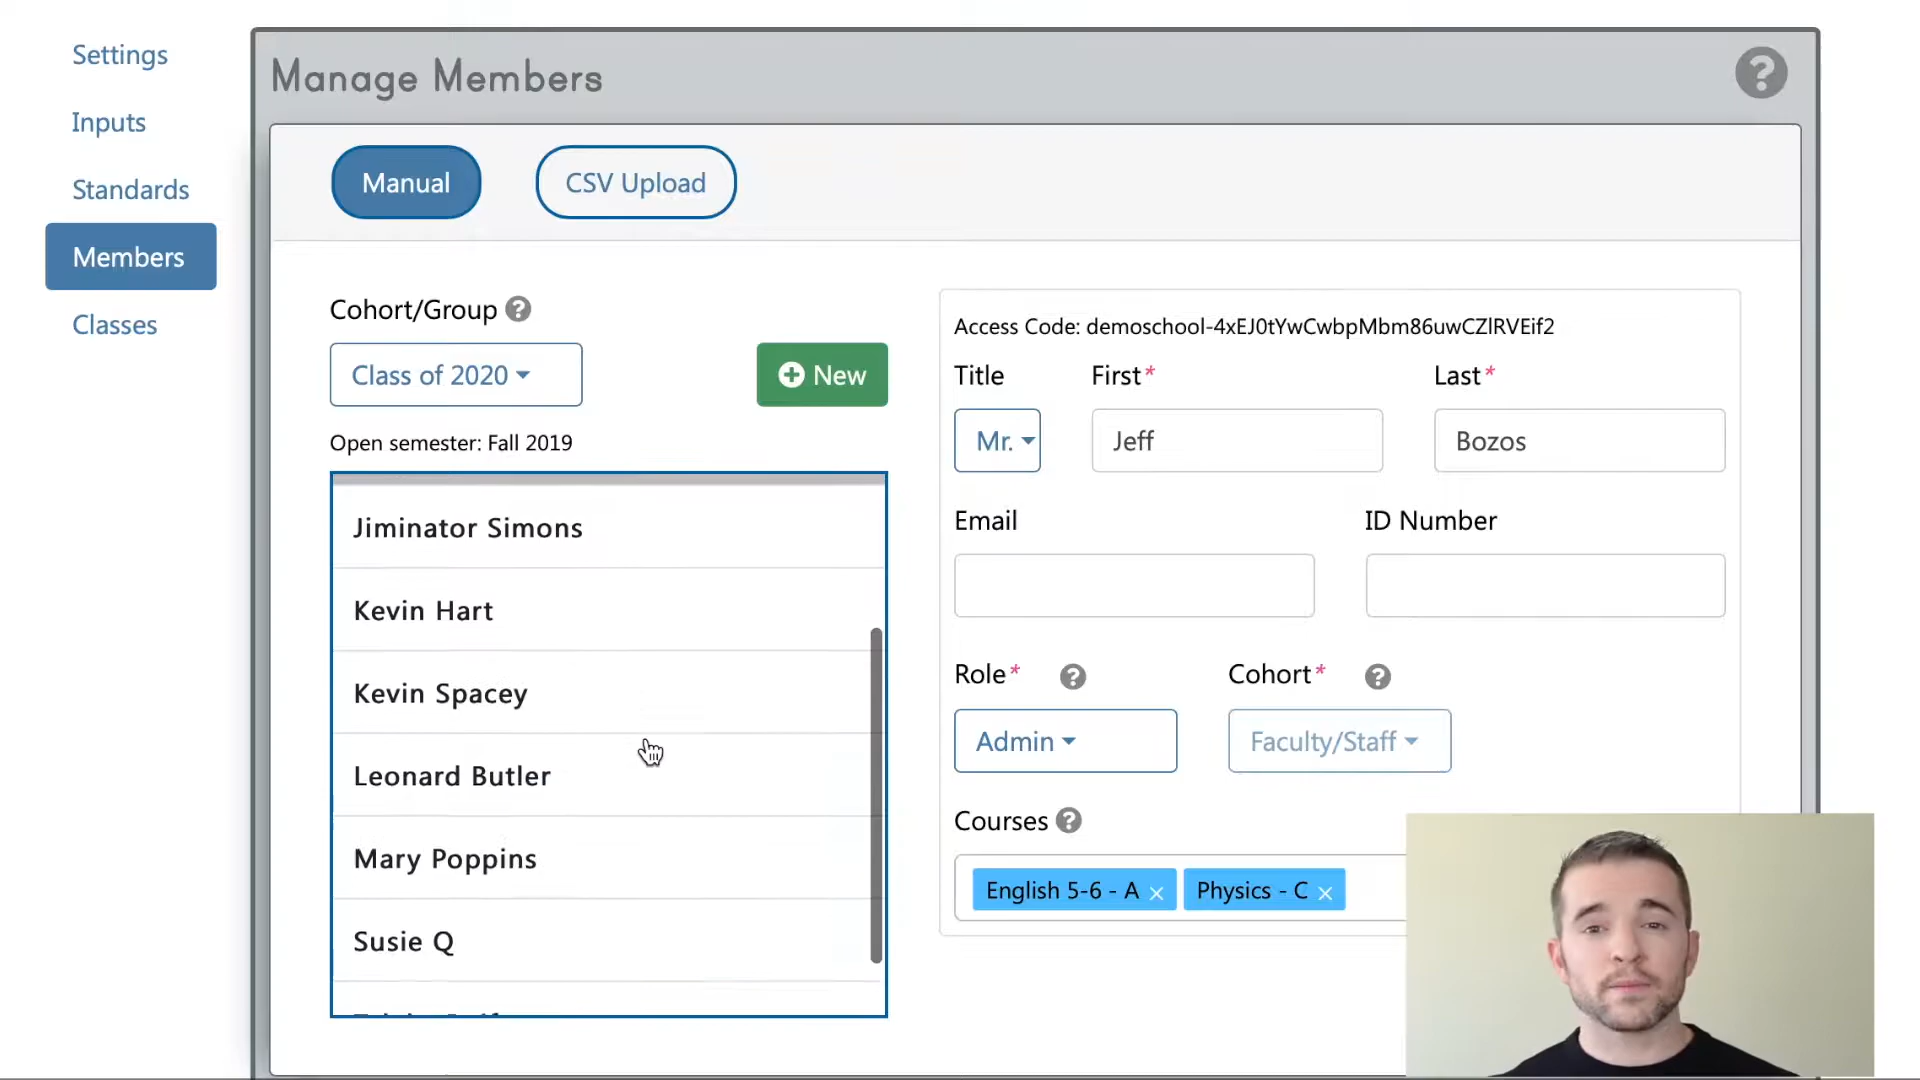 Settings
Inputs
Standards
Members
Classes
Manage Members
?
Manual
CSV Upload
Cohort/Group ?
Class of 2020
New
Open semester: Fall 2019
Jiminator Simons
Kevin Hart
Kevin Spacey
Leonard Butler
Mary Poppins
Susie Q
Access Code: demoschool-4xEJ0tYwCwbpMbm86uwCZlRVEif2
Title First* Last*
Mr. Jeff Bozos
Email ID Number
Role* ? Cohort* ?
Admin Faculty/Staff
Courses ?
English 5-6 - A × Physics - C ×